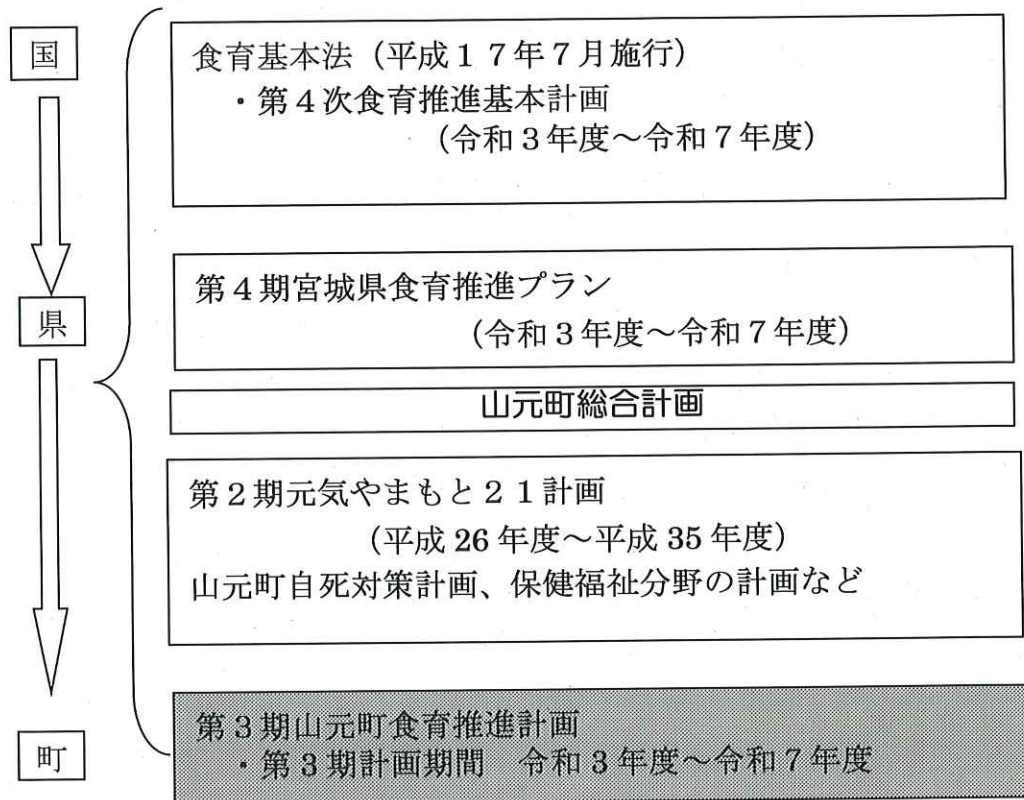 国
食育基本法（平成１７年７月施行）
・第４次食育推進基本計画
（令和３年度～令和７年度）
県
第４期宮城県食育推進プラン
（令和３年度～令和７年度）
山元町総合計画
第２期元気やまもと２１計画
（平成 26 年度～平成 35 年度）
山元町自死対策計画、保健福祉分野の計画など
町
第３期山元町食育推進計画
・第３期計画期間　令和３年度～令和７年度